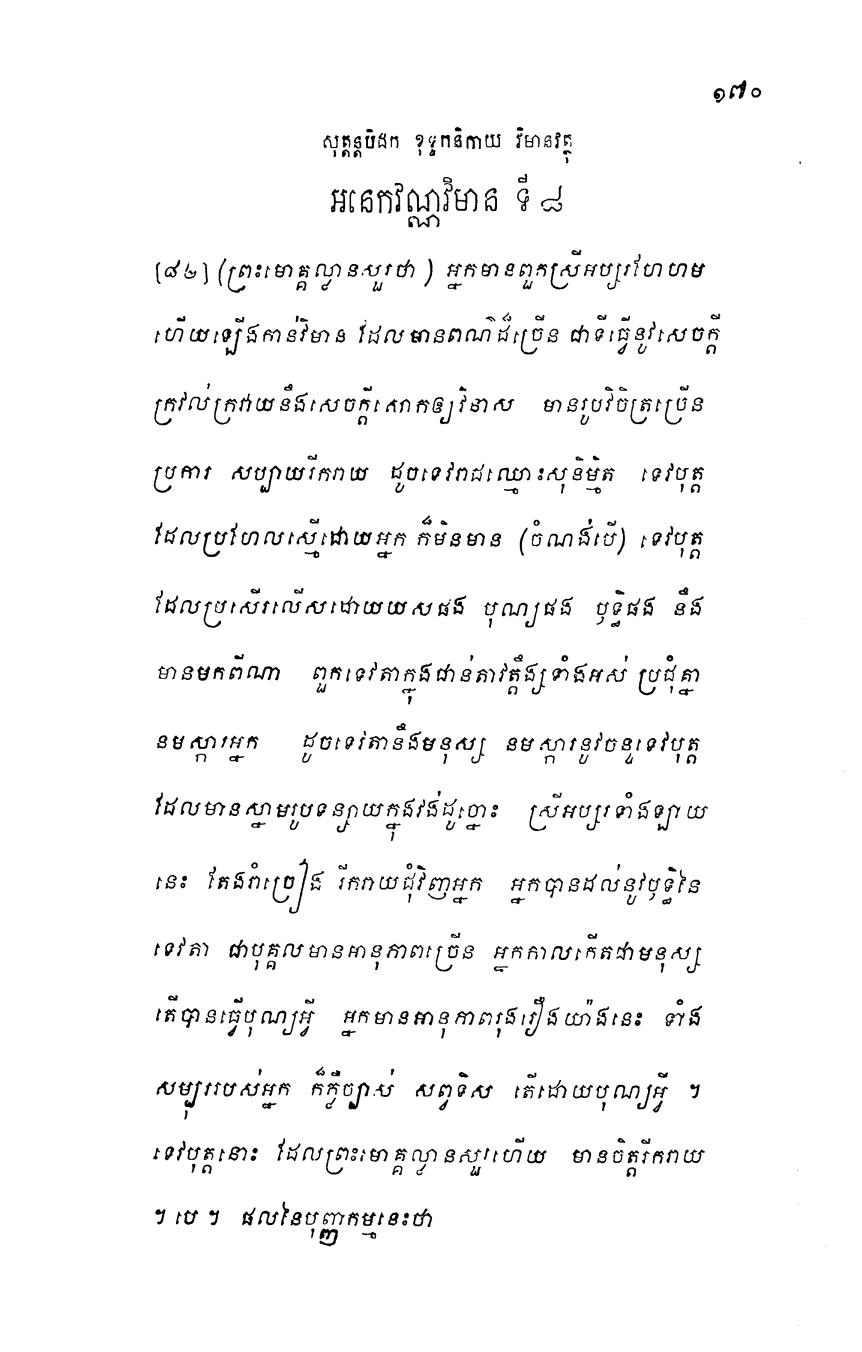 ១៧០
សុត្តន្តបិដក ខុទ្ទកនិកាយ វិមានវត្ថុ
អនេកវណ្ណវិមាន ទី ៨
[៨២] (ព្រះមោគ្គល្លានសួរថា) អ្នកមានពួកស្រីអប្សរហែហម
ហើយឡើងកាន់វិមាន ដែលមានពណ៌ដ៏ច្រើន ជាទីធ្វើនូវសេចក្តី
ក្រវល់ក្រវាយនឹងសេចក្តីសោកឲ្យវិនាស មានរូបវិចិត្រច្រើន
ប្រការ សប្បាយរីករាយ ដូចទេវរាជឈ្មោះសុនិម្មិត ទេវបុត្ត
ដែលប្រហែលស្មើដោយអ្នក ក៏មិនមាន (ចំណង់បើ) ទេវបុត្ត
ដែលប្រសើរលើសដោយយសផង បុណ្យផង ឫទ្ធិផង នឹង
មានមកពីណា ពួកទេវតាក្នុងជាន់តាវត្តឹង្សទាំងអស់ ប្រជុំគ្នា
នមស្ការអ្នក ដូចទេវតានឹងមនុស្ស នមស្ការនូវចន្ទទេវបុត្ត
ដែលមានស្នាមរូបទន្សាយក្នុងវង់ដូច្នោះ ស្រីអប្សរទាំងឡាយ
នេះ តែងរាំច្រៀង រីករាយជុំវិញអ្នក អ្នកបានដល់នូវឫទ្ធិនៃ
ទេវតា ជាបុគ្គលមានអានុភាពច្រើន អ្នកកាលកើតជាមនុស្ស
តើបានធ្វើបុណ្យអ្វី អ្នកមានអានុភាពរុងរឿងយ៉ាងនេះ ទាំង
សម្បុររបស់អ្នក ក៏ភ្លឺច្បាស់ សព្វទិស តើដោយបុណ្យអ្វី ។
ទេវបុត្តនោះ ដែលព្រះមោគ្គល្លានសួរហើយ មានចិត្តរីករាយ
។ បេ ។ ផលនៃបុញ្ញកម្មនេះថា